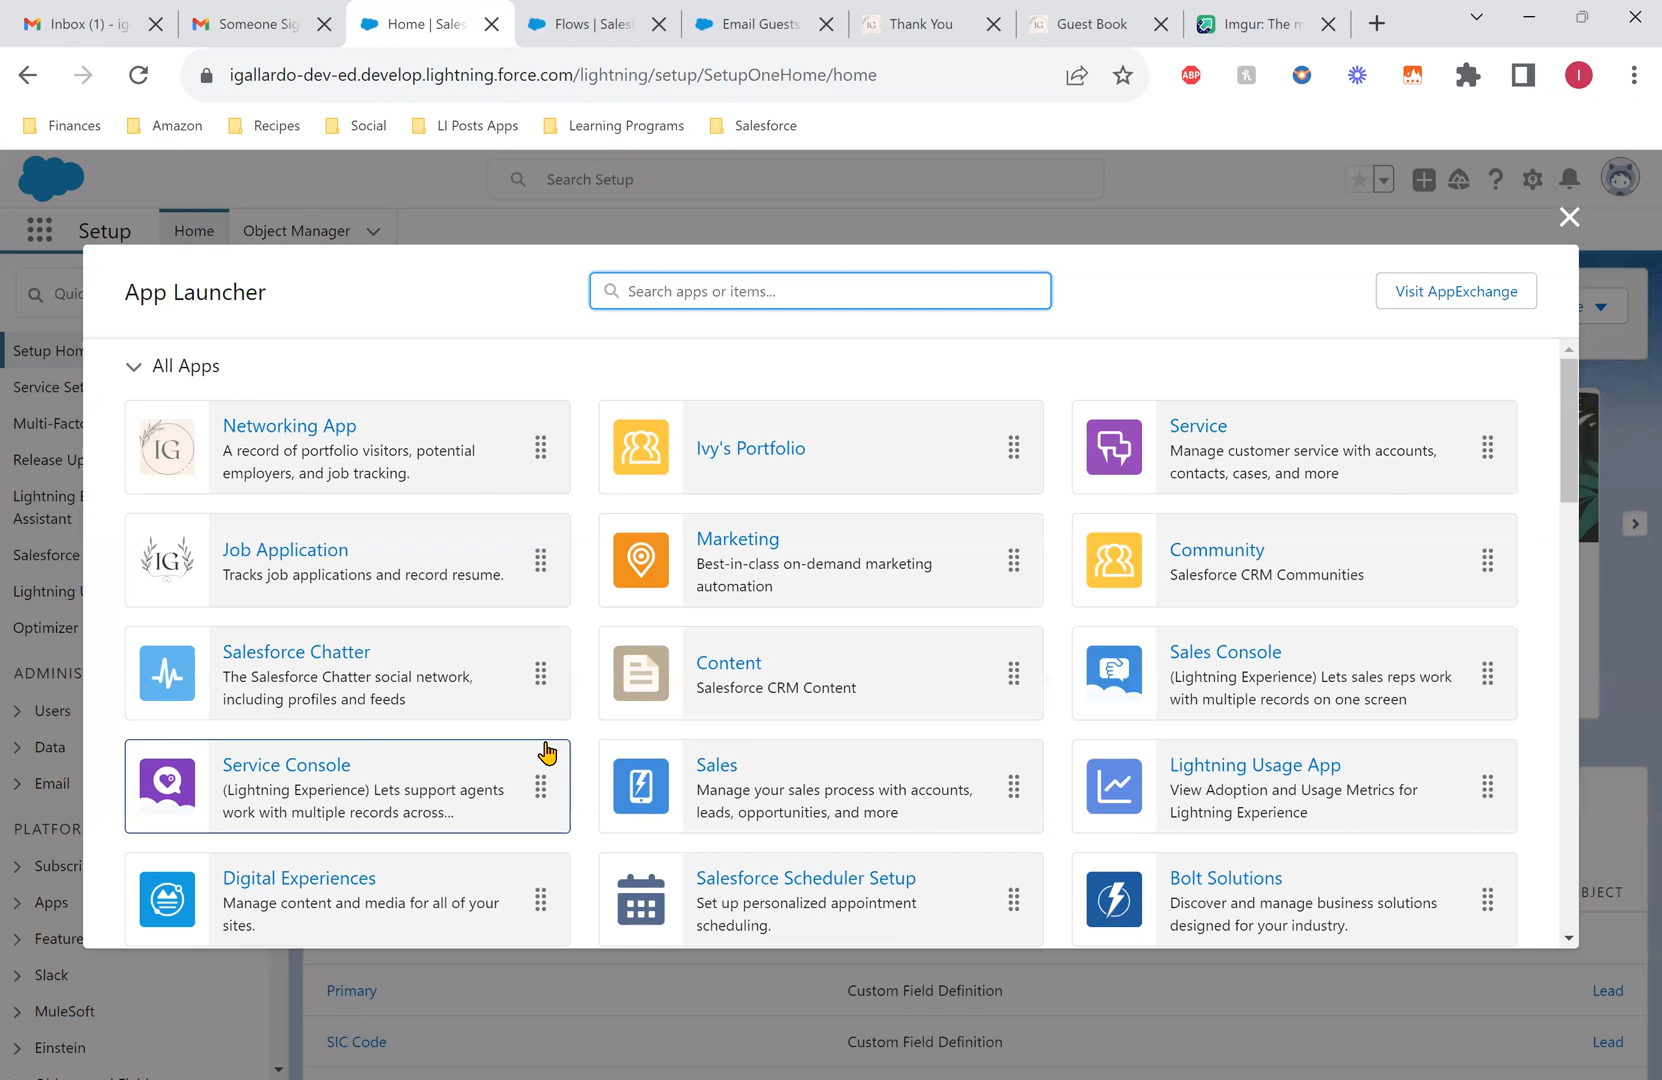 Inbox (1) - ig
Someone Sig
Home | Sales
Flows | Sales
Email Guests
Thank You
Guest Book
Imgur: The m
igallardo-dev-ed.develop.lightning.force.com/lightning/setup/SetupOneHome/home
ABP
I
Finances
Amazon
Recipes
Social
LI Posts Apps
Learning Programs
Salesforce
Search Setup
Setup
Home
Object Manager
Quic
App Launcher
Search apps or items...
Visit AppExchange
Setup Hom
Service Set
Multi-Facto
Release Up
Lightning E
Assistant
Salesforce
Lightning U
Optimizer
ADMINIS
Users
Data
Email
PLATFOR
Subscri
Apps
Feature
Slack
MuleSoft
Einstein
All Apps
IG
Networking App
A record of portfolio visitors, potential
employers, and job tracking.
Ivy's Portfolio
Service
Manage customer service with accounts,
contacts, cases, and more
IG
Job Application
Tracks job applications and record resume.
Marketing
Best-in-class on-demand marketing
automation
Community
Salesforce CRM Communities
Salesforce Chatter
The Salesforce Chatter social network,
including profiles and feeds
Content
Salesforce CRM Content
Sales Console
(Lightning Experience) Lets sales reps work
with multiple records on one screen
Service Console
(Lightning Experience) Lets support agents
work with multiple records across...
Sales
Manage your sales process with accounts,
leads, opportunities, and more
Lightning Usage App
View Adoption and Usage Metrics for
Lightning Experience
Digital Experiences
Manage content and media for all of your
sites.
Salesforce Scheduler Setup
Set up personalized appointment
scheduling.
Bolt Solutions
Discover and manage business solutions
designed for your industry.
BJECT
Primary
Custom Field Definition
Lead
SIC Code
Custom Field Definition
Lead